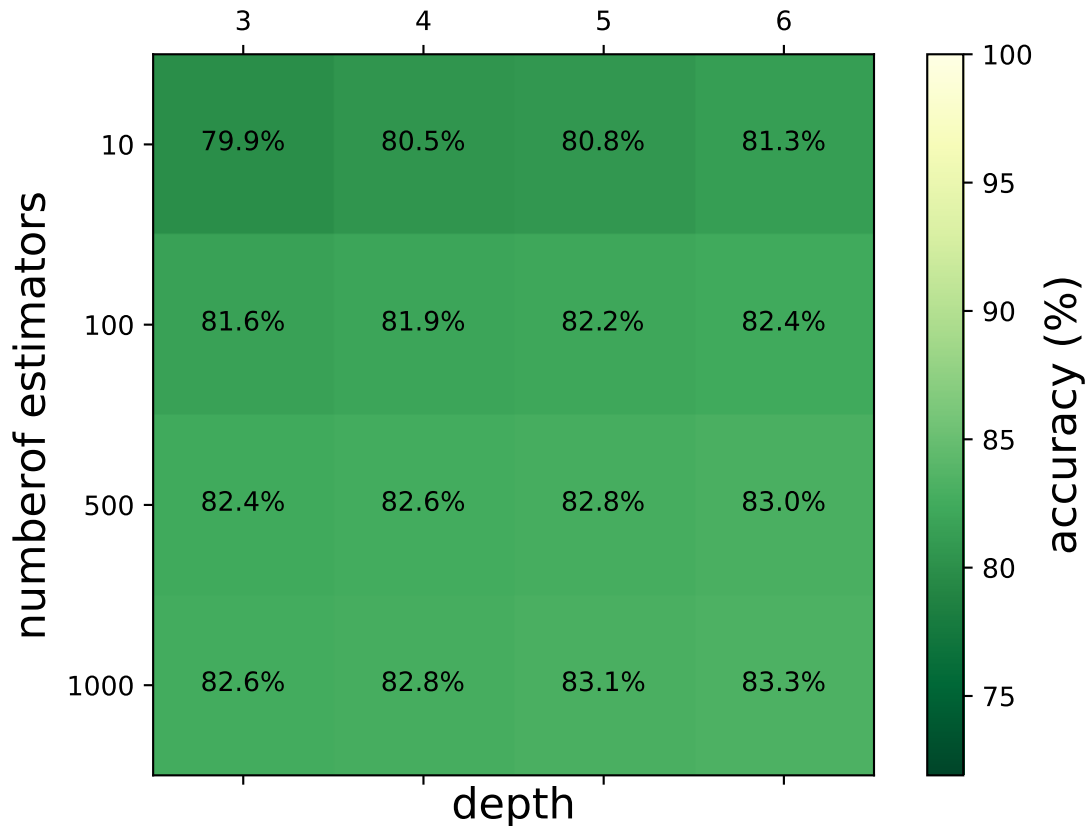 3 4 5 6
10 79.9% 80.5% 80.8% 81.3%
100 81.6% 81.9% 82.2% 82.4%
500 82.4% 82.6% 82.8% 83.0%
1000 82.6% 82.8% 83.1% 83.3%
numberof estimators
depth
100
95
90
85
80
75
accuracy (%)